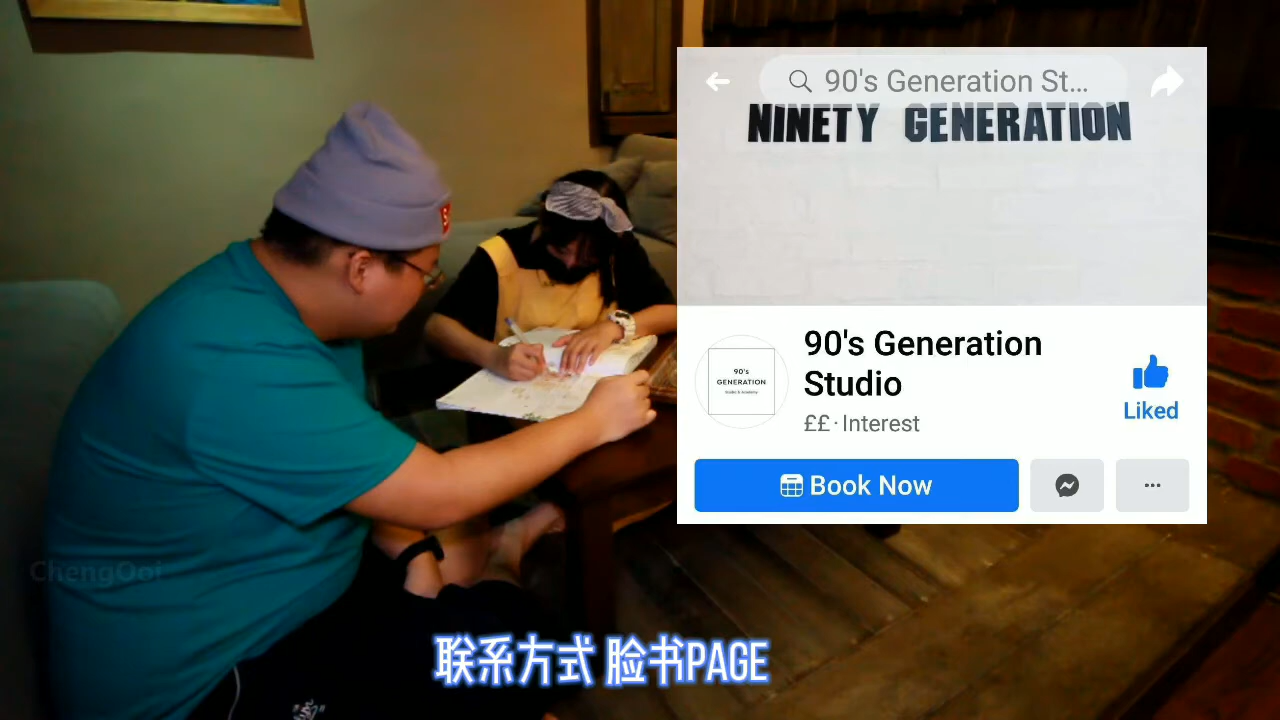 90's Generation St...
NINETY GENERATION
90's
GENERATION
90's Generation
Studio
££·Interest
Liked
Book Now
ChengOoi
联系方式 脸书PAGE